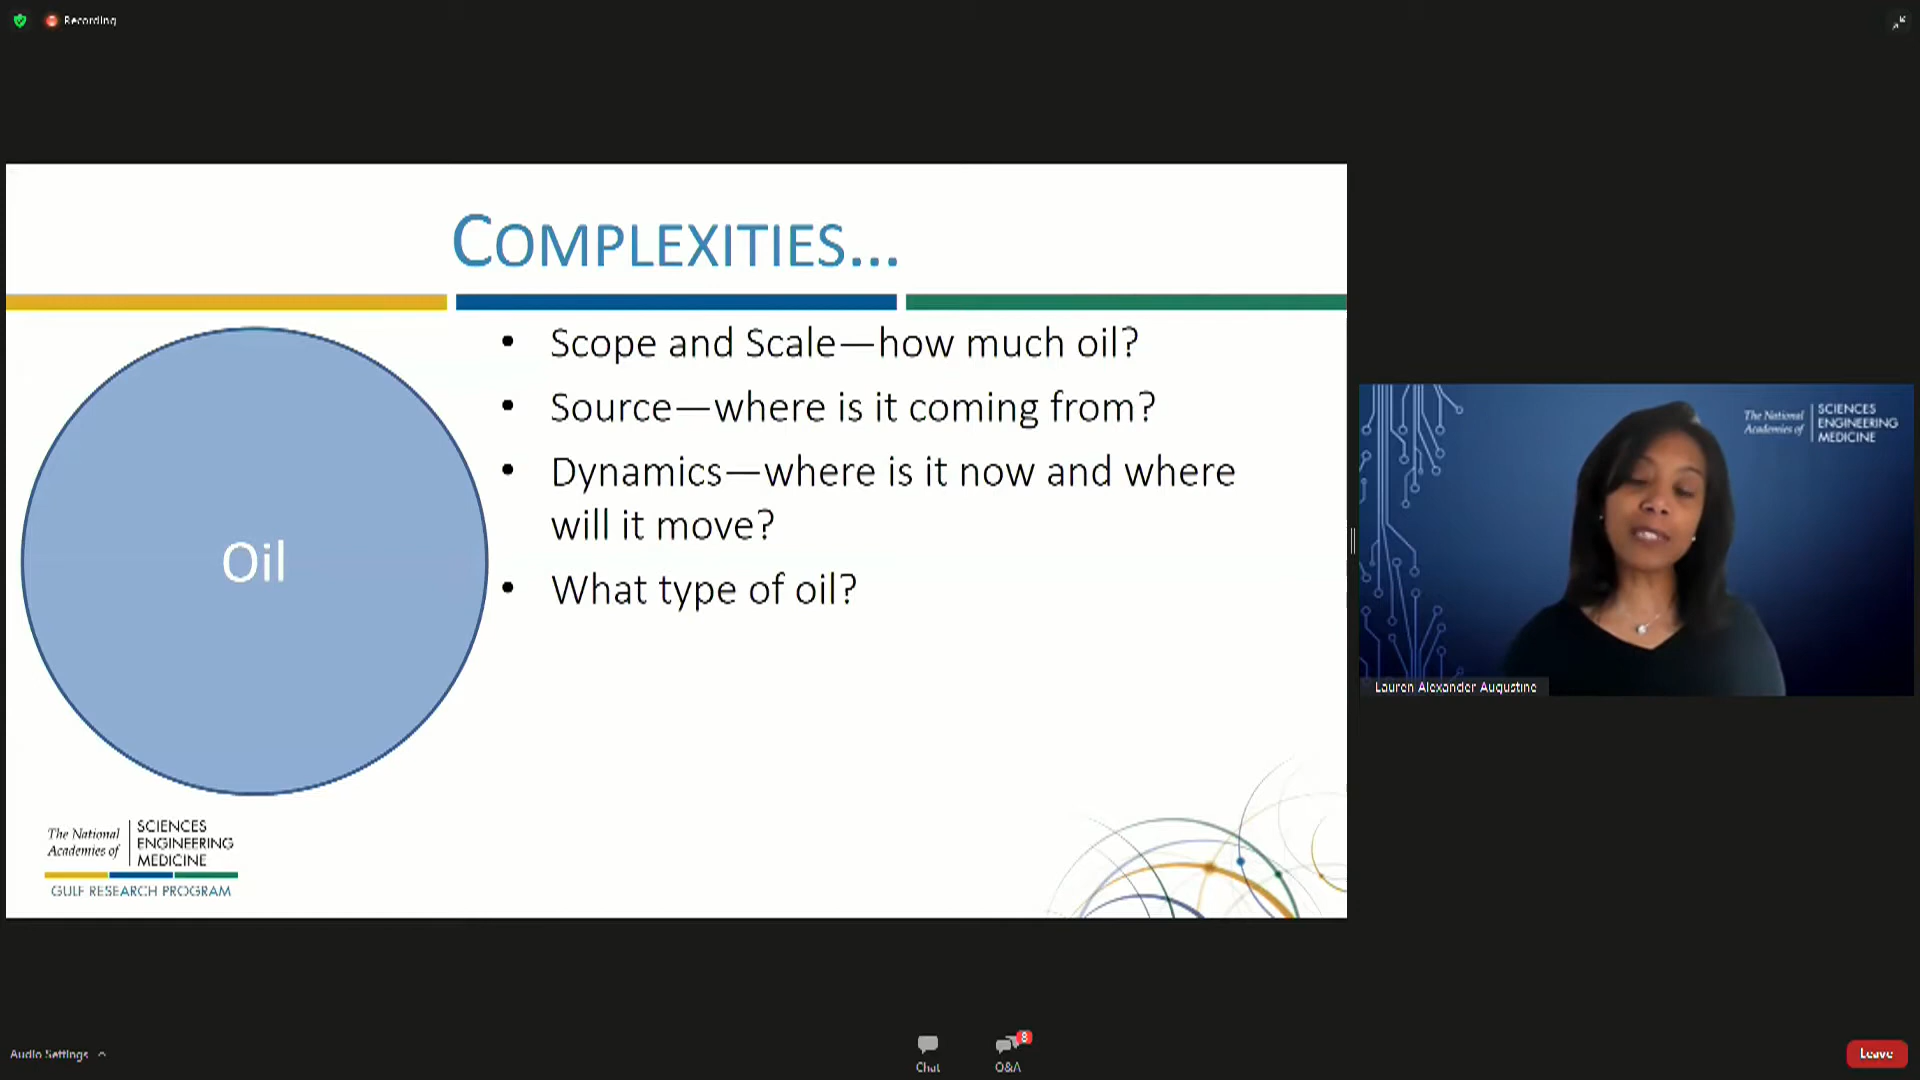 Recording
COMPLEXITIES...
• Scope and Scale—how much oil?
• Source—where is it coming from?
• Dynamics—where is it now and where
will it move?
• What type of oil?
Oil
The National
Academies of
SCIENCES
ENGINEERING
MEDICINE
GULF RESEARCH PROGRAM
The National
Academies of
SCIENCES
ENGINEERING
MEDICINE
Lauren Alexander Augustine
Audio Settings
Chat
8
Q&A
Leave